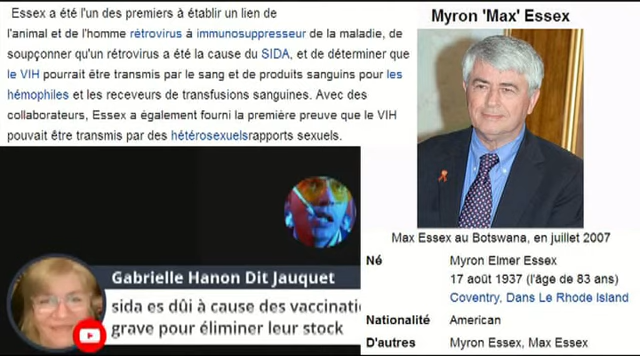 Essex a été l'un des premiers à établir un lien de
l'animal et de l'homme rétrovirus à immunosuppresseur de la maladie, de
soupçonner qu'un rétrovirus a été la cause du SIDA, et de déterminer que
le VIH pourrait être transmis par le sang et de produits sanguins pour les
hémophiles et les receveurs de transfusions sanguines. Avec des
collaborateurs, Essex a également fourni la première preuve que le VIH
pouvait être transmis par des hétérosexuelsrapports sexuels.
Myron 'Max' Essex
Max Essex au Botswana, en juillet 2007
Né Myron Elmer Essex
17 août 1937 (l'âge de 83 ans)
Coventry, Dans Le Rhode Island
Nationalité American
D'autres Myron Essex, Max Essex
Gabrielle Hanon Dit Jauquet
sida es dûi à cause des vaccinati
grave pour éliminer leur stock